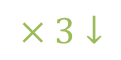 × 3 ↓